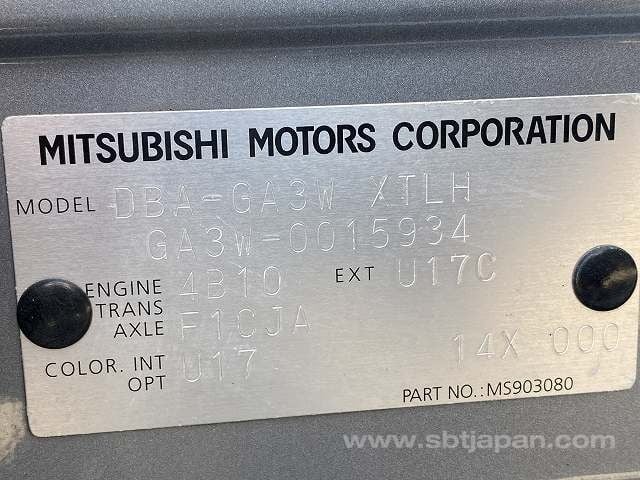 MITSUBISHI MOTORS CORPORATION
MODEL DBA-GA3W XTLH
GA3W-0015934
ENGINE 4B10 EXT U17C
TRANS
AXLE F1CJA
COLOR. INT U17 14X 000
OPT
PART NO.:MS903080
www.sbtjapan.com